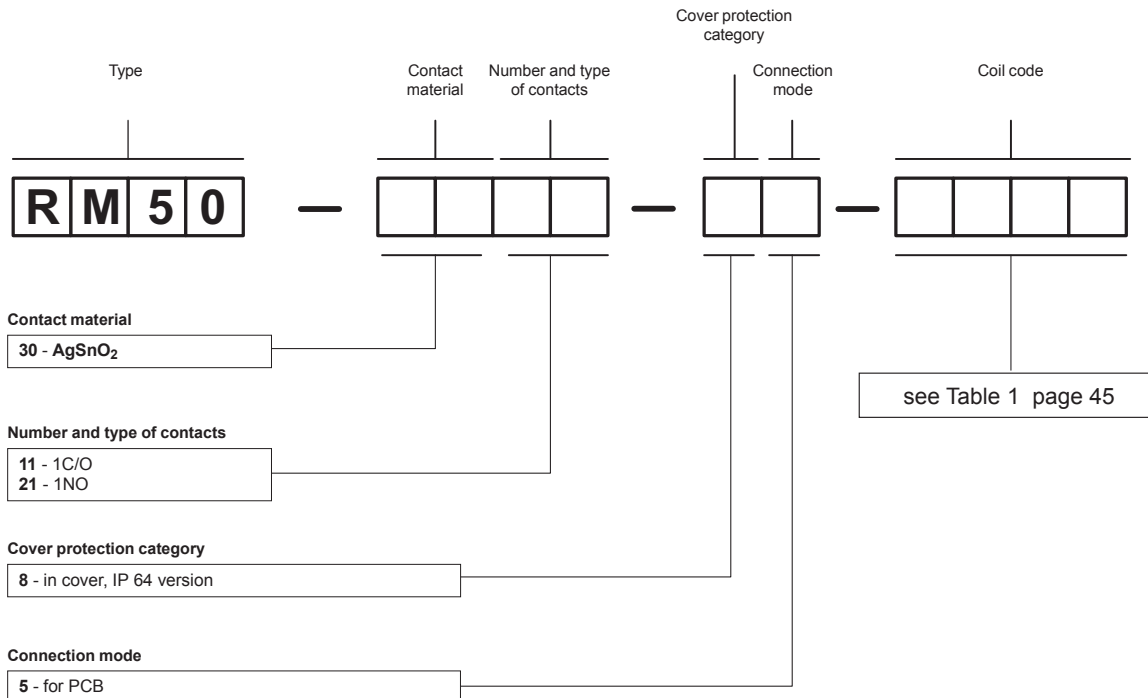 Cover protection
category
Type
Contact
material
Number and type
of contacts
Connection
mode
Coil code
RM50 — — —
Contact material
30 - AgSnO2
see Table 1 page 45
Number and type of contacts
11 - 1C/O
21 - 1NO
Cover protection category
8 - in cover, IP 64 version
Connection mode
5 - for PCB